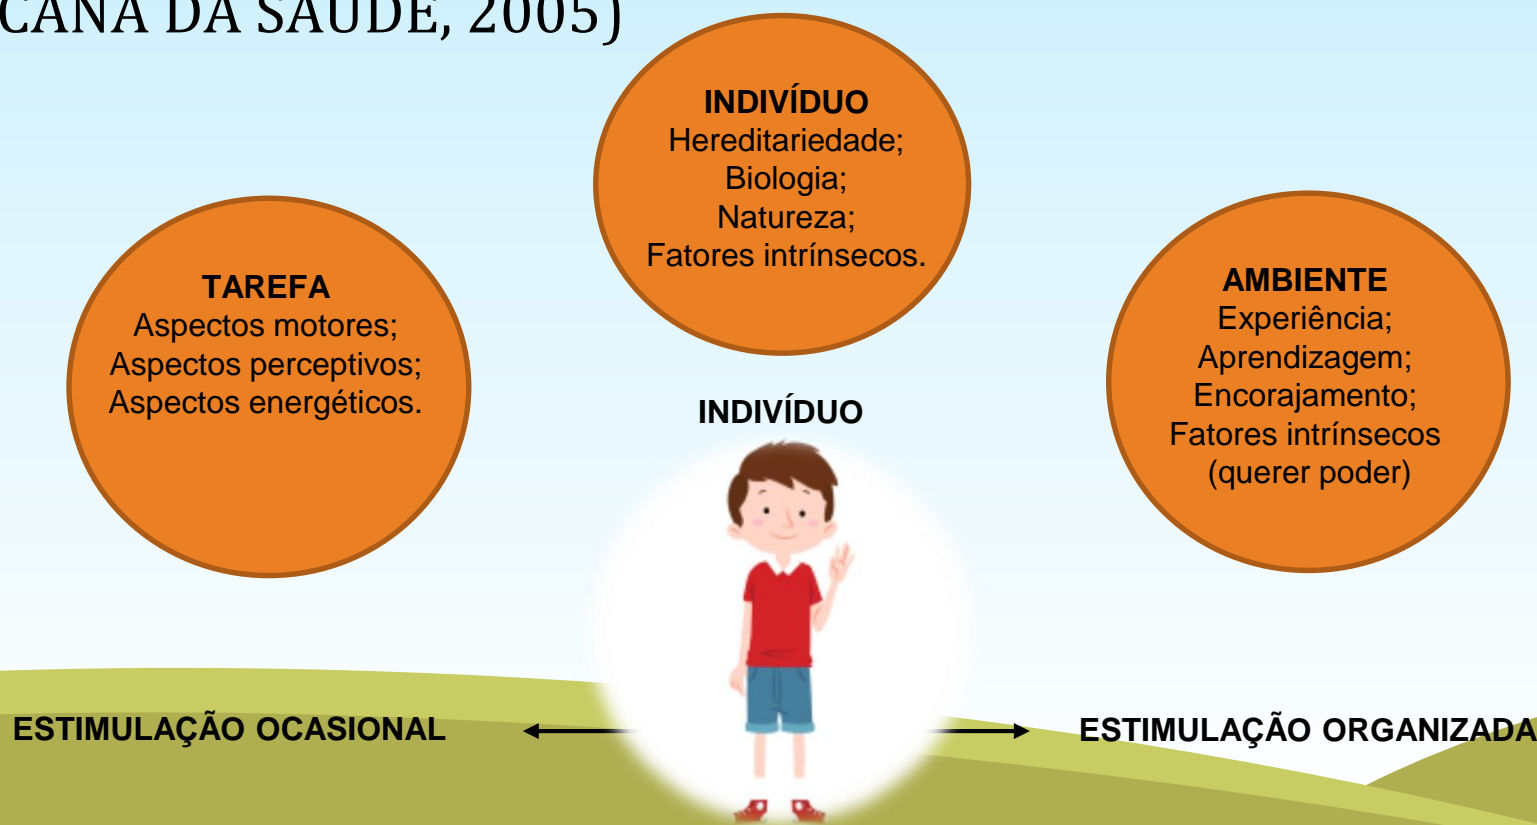 CANA DA SAÚDE, 2005)
INDIVÍDUO
Hereditariedade;
Biologia;
Natureza;
Fatores intrínsecos.
TAREFA
Aspectos motores;
Aspectos perceptivos;
Aspectos energéticos.
AMBIENTE
Experiência;
Aprendizagem;
Encorajamento;
Fatores intrínsecos
(querer poder)
INDIVÍDUO
ESTIMULAÇÃO OCASIONAL
ESTIMULAÇÃO ORGANIZADA